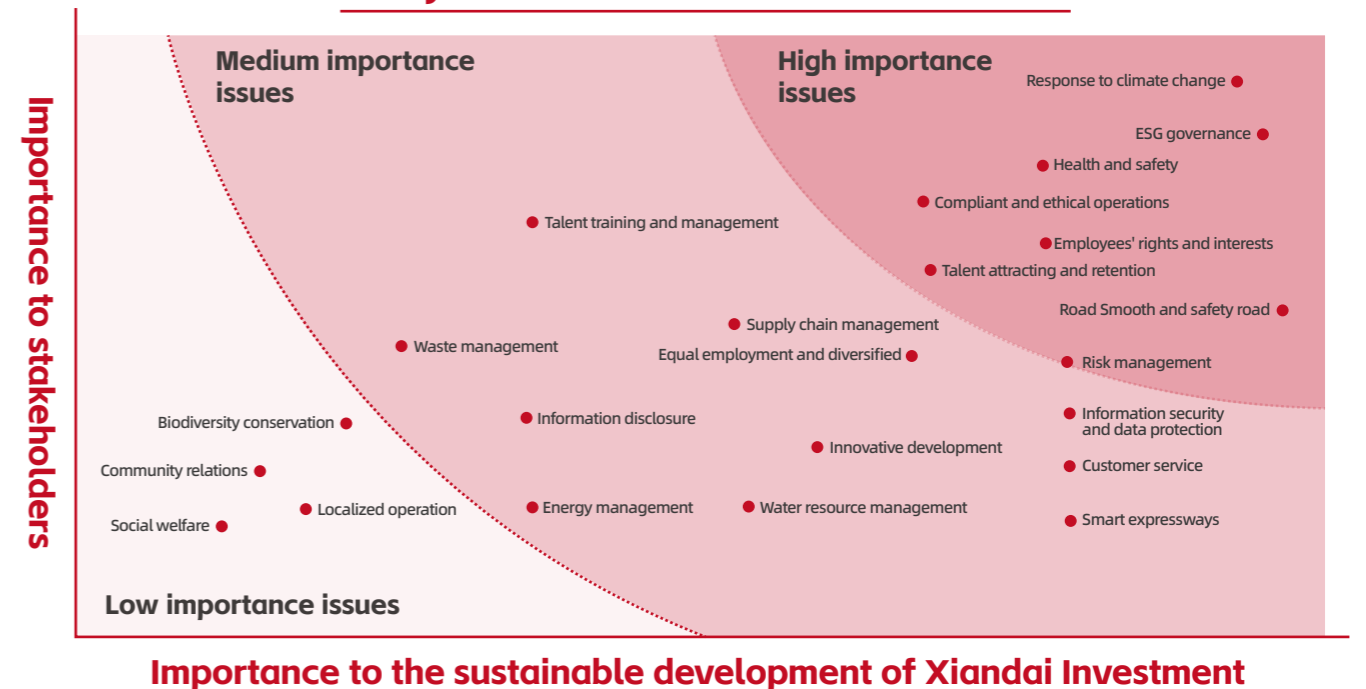 Medium importance
issues
High importance
issues
Response to climate change
ESG governance
Health and safety
Compliant and ethical operations
Talent training and management
Employees' rights and interests
Talent attracting and retention
Road Smooth and safety road
Supply chain management
Waste management
Equal employment and diversified
Risk management
Information security
and data protection
Biodiversity conservation
Information disclosure
Innovative development
Customer service
Community relations
Localized operation
Energy management
Water resource management
Smart expressways
Social welfare
Low importance issues
Importance to stakeholders
Importance to the sustainable development of Xiandai Investment